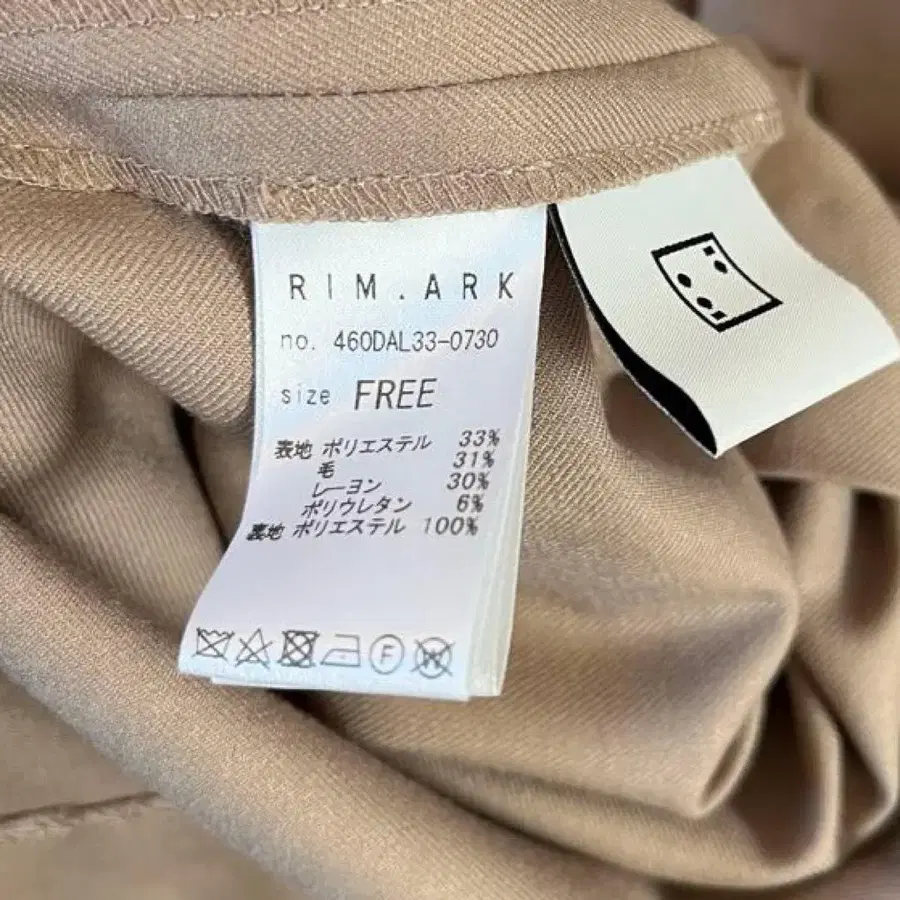 RIM.ARK
no. 460DAL33-0730
size FREE
表地 ポリエステル 33%
毛 31%
レーヨン 30%
ポリウレタン 6%
裏地 ポリエステル 100%
F W